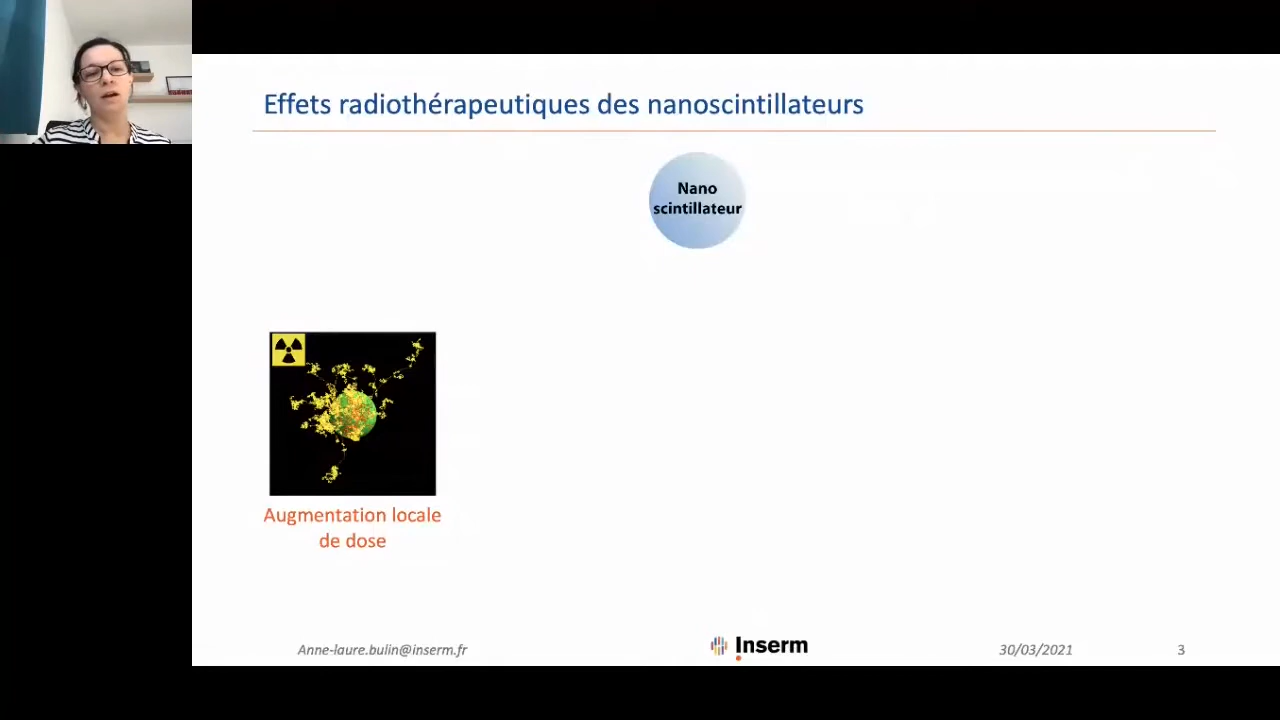 Effets radiothérapeutiques des nanoscintillateurs
Nano
scintillateur
Augmentation locale
de dose
Anne-laure.bulin@inserm.fr
Inserm
30/03/2021
3